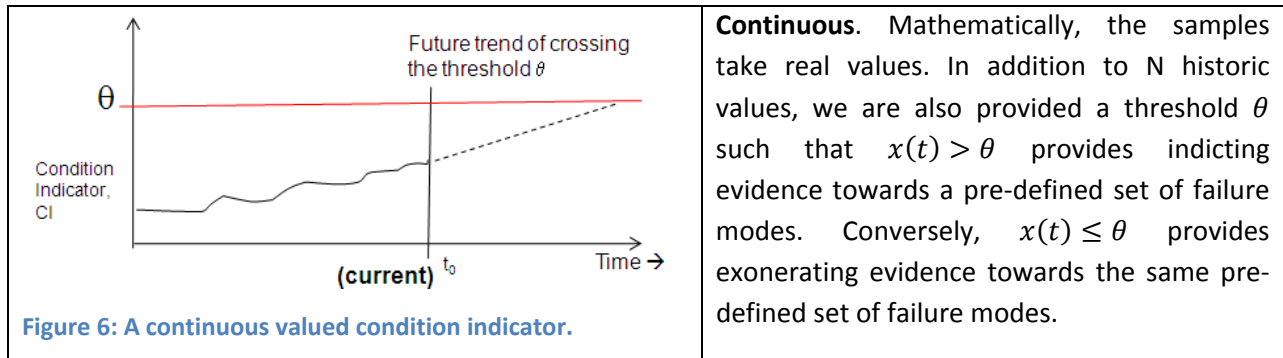 Future trend of crossing
the threshold θ
θ
Condition
Indicator,
CI
(current) t₀ Time →
Figure 6: A continuous valued condition indicator.
Continuous. Mathematically, the samples
take real values. In addition to N historic
values, we are also provided a threshold θ
such that x(t) > θ provides indicting
evidence towards a pre-defined set of failure
modes. Conversely, x(t) ≤ θ provides
exonerating evidence towards the same pre-
defined set of failure modes.